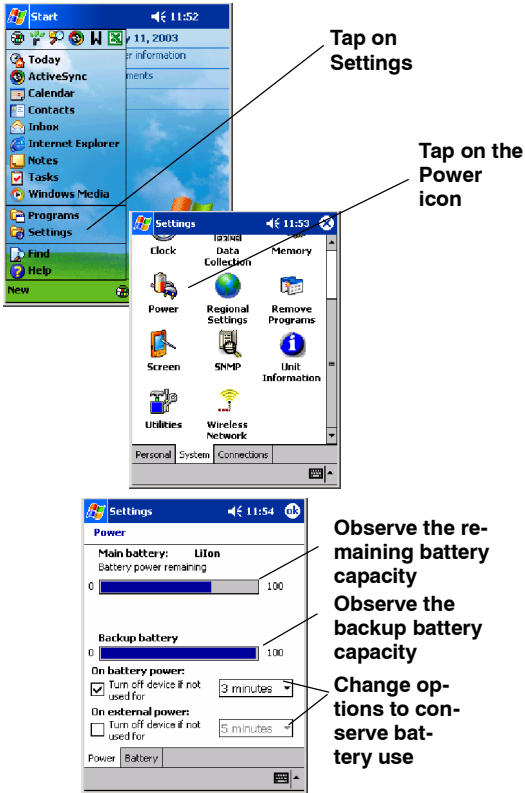 Start 11:52
y 11, 2003
er information
ments
Today
ActiveSync
Calendar
Contacts
Inbox
Internet Explorer
Notes
Tasks
Windows Media
Programs
Settings
Find
Help
New
Tap on
Settings
Tap on the
Power
icon
Settings 11:53
Clock
Data
Collection
Memory
Power
Regional
Settings
Remove
Programs
Screen
SNMP
Unit
Information
Utilities
Wireless
Network
Personal System Connections
Settings 11:54 ok
Power
Main battery: LiIon
Battery power remaining
0 100
Backup battery
0 100
On battery power:
Turn off device if not
used for
3 minutes
On external power:
Turn off device if not
used for
5 minutes
Power Battery
Observe the re-
maining battery
capacity
Observe the
backup battery
capacity
Change op-
tions to con-
serve bat-
tery use